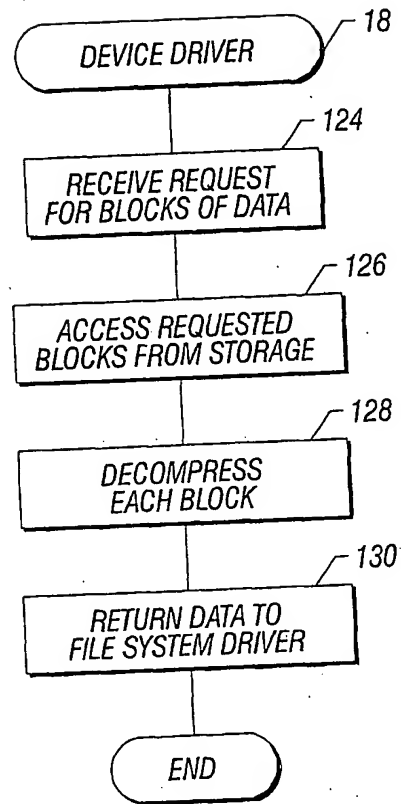 DEVICE DRIVER
18
124
RECEIVE REQUEST
FOR BLOCKS OF DATA
126
ACCESS REQUESTED
BLOCKS FROM STORAGE
128
DECOMPRESS
EACH BLOCK
130
RETURN DATA TO
FILE SYSTEM DRIVER
END